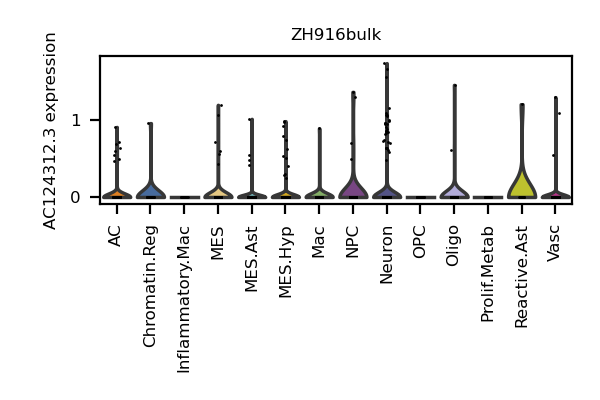 ZH916bulk
AC124312.3 expression
1
0
AC
Chromatin.Reg
Inflammatory.Mac
MES
MES.Ast
MES.Hyp
Mac
NPC
Neuron
OPC
Oligo
Prolif.Metab
Reactive.Ast
Vasc